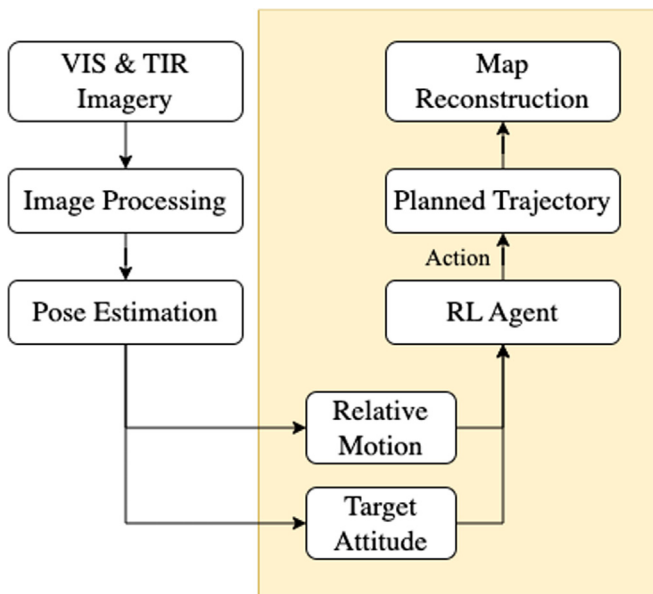 VIS & TIR
Imagery
Image Processing
Pose Estimation
Map
Reconstruction
Planned Trajectory
Action
RL Agent
Relative
Motion
Target
Attitude